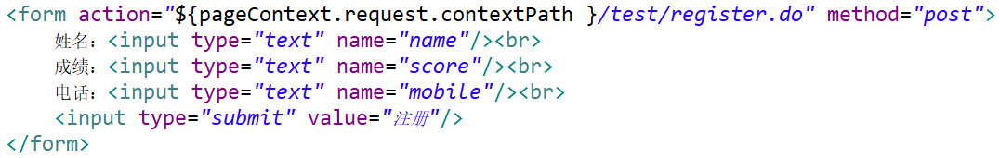 <form action="${pageContext.request.contextPath }/test/register.do" method="post">
姓名：<input type="text" name="name"/><br>
成绩：<input type="text" name="score"/><br>
电话：<input type="text" name="mobile"/><br>
<input type="submit" value="注册"/>
</form>